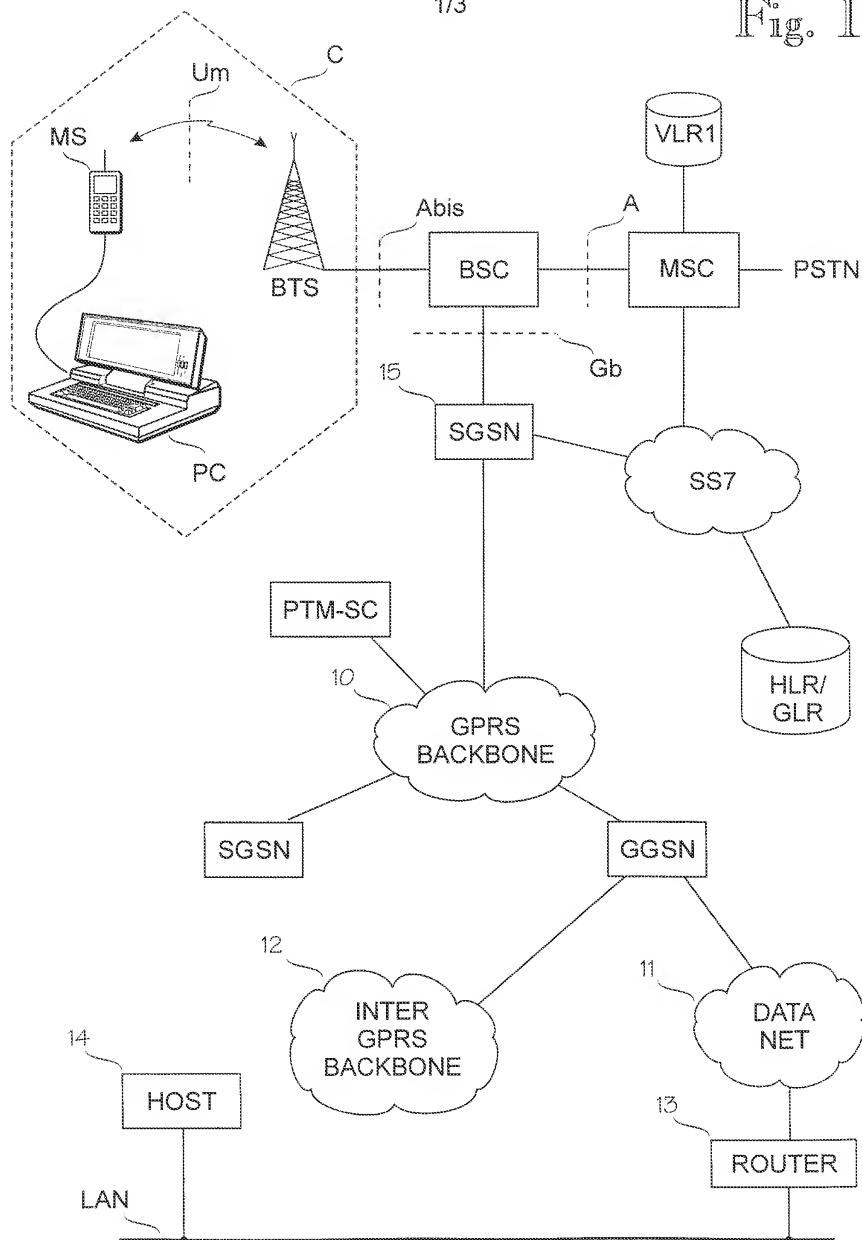 1/3
Fig. 1
C
Um
MS
VLR1
Abis
A
BTS
BSC
MSC
PSTN
Gb
15
SGSN
PC
SS7
PTM-SC
10
HLR/
GLR
GPRS
BACKBONE
SGSN
GGSN
12
11
INTER
GPRS
BACKBONE
DATA
NET
14
HOST
13
ROUTER
LAN